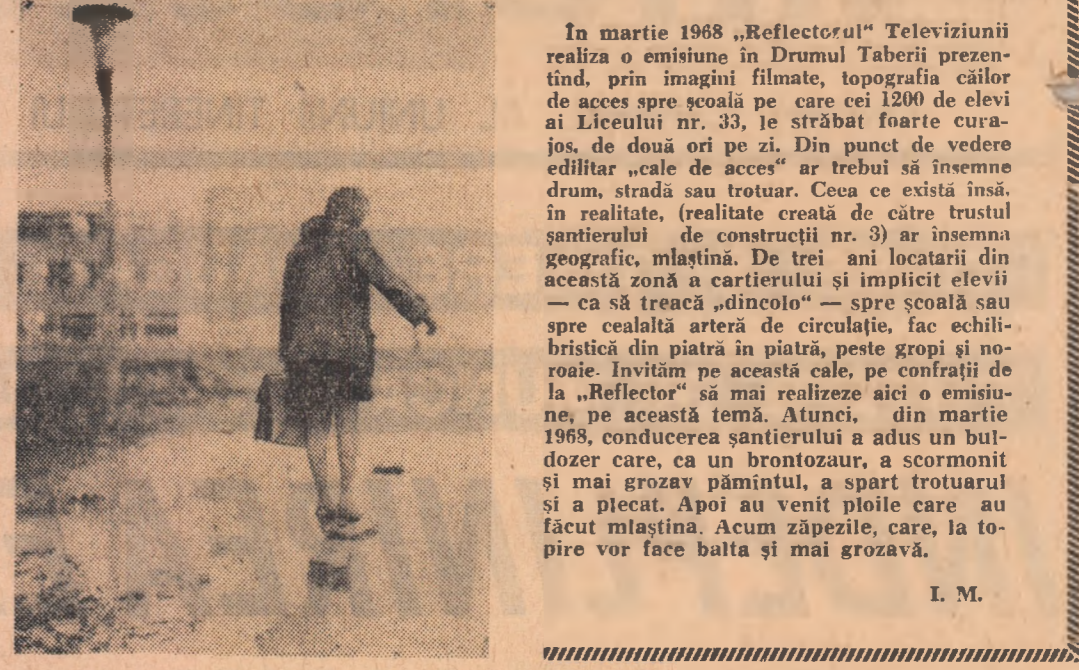 În martie 1968 „Reflectorul“ Televiziunii
realiza o emisiune în Drumul Taberii prezen-
tînd, prin imagini filmate, topografia căilor
de acces spre școală pe care cei 1200 de elevi
ai Liceului nr. 33, le străbat foarte cura-
jos, de două ori pe zi. Din punct de vedere
edilitar „cale de acces“ ar trebui să însemne
drum, stradă sau trotuar. Ceea ce există însă,
în realitate, (realitate creată de către trustul
șantierului de construcții nr. 3) ar însemna
geografic, mlaștină. De trei ani locatarii din
această zonă a cartierului și implicit elevii
— ca să treacă „dincolo“ — spre școală sau
spre cealaltă arteră de circulație, fac echili-
bristică din piatră în piatră, peste gropi și no-
roaie. Invităm pe această cale, pe confrații de
la „Reflector“ să mai realizeze aici o emisiu-
ne, pe această temă. Atunci, din martie
1968, conducerea șantierului a adus un bul-
dozer care, ca un brontozaur, a scormonit
și mai grozav pămîntul, a spart trotuarul
și a plecat. Apoi au venit ploile care au
făcut mlaștina. Acum zăpezile, care, la to-
pire vor face balta și mai grozavă.
I. M.